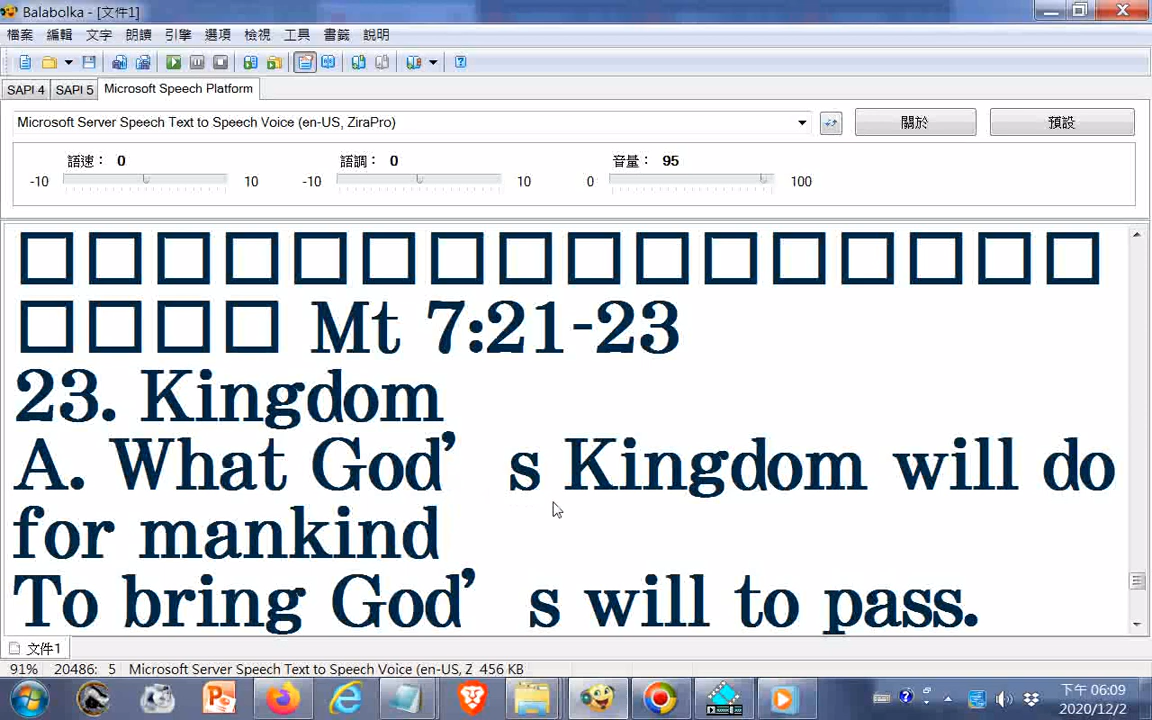 Balabolka - [文件1]
檔案 編輯 文字 朗讀 引擎 選項 檢視 工具 書籤 說明
SAPI 4 SAPI 5 Microsoft Speech Platform
Microsoft Server Speech Text to Speech Voice (en-US, ZiraPro) 關於 預設
語速： 0 語調： 0 音量： 95
-10 10 -10 10 0 100
□□□□□□□□□□□□□□□□
□□□□ Mt 7:21-23
23. Kingdom
A. What God’s Kingdom will do
for mankind
To bring God’s will to pass.
文件1
91% 20486: 5 Microsoft Server Speech Text to Speech Voice (en-US, Z 456 KB
下午 06:09
2020/12/2